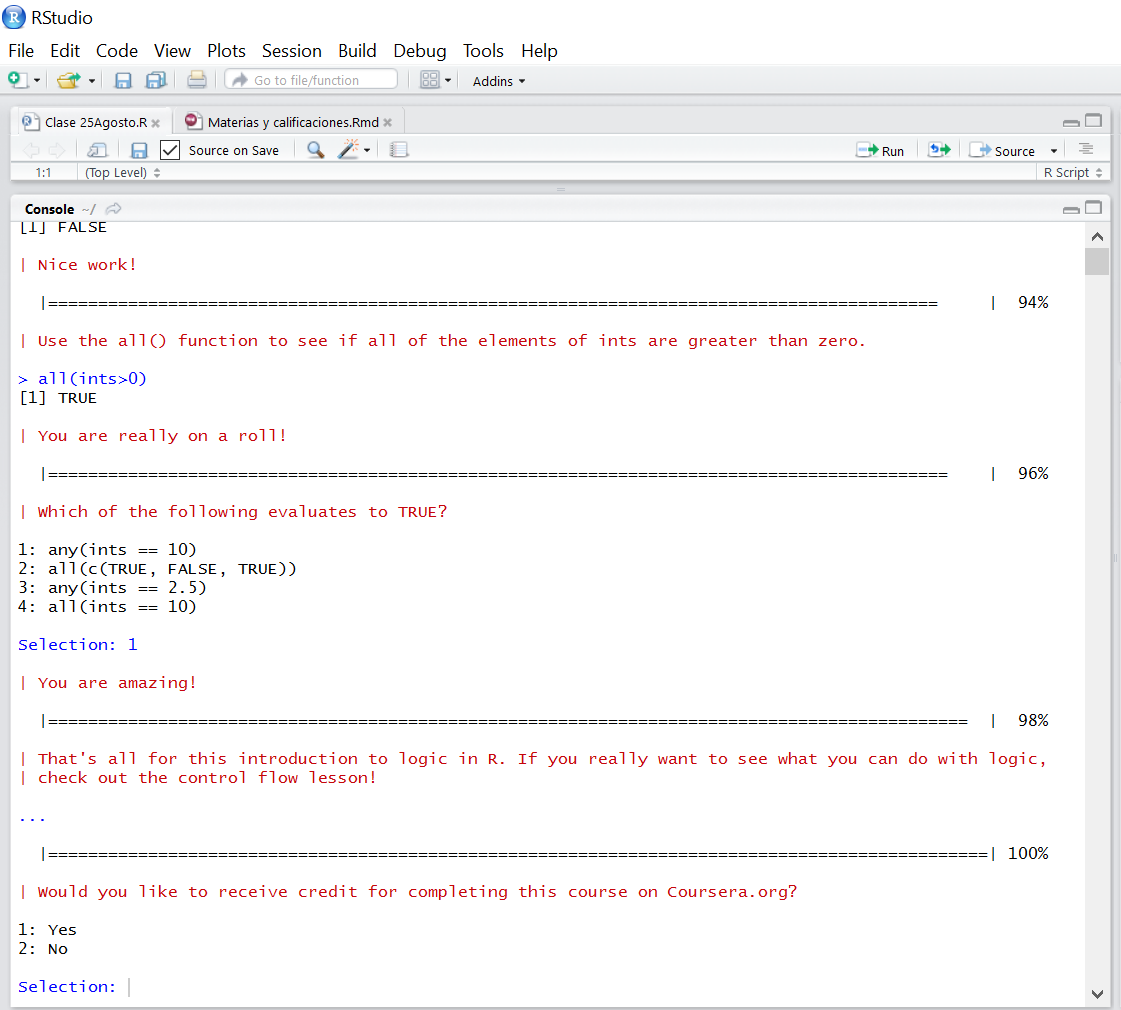 RStudio
File Edit Code View Plots Session Build Debug Tools Help
Go to file/function Addins
Clase 25Agosto.R Materias y calificaciones.Rmd
Source on Save Run Source
1:1 (Top Level) R Script
Console ~/
[1] FALSE
| Nice work!
|========================================================================================= | 94%
| Use the all() function to see if all of the elements of ints are greater than zero.
> all(ints>0)
[1] TRUE
| You are really on a roll!
|========================================================================================== | 96%
| Which of the following evaluates to TRUE?
1: any(ints == 10)
2: all(c(TRUE, FALSE, TRUE))
3: any(ints == 2.5)
4: all(ints == 10)
Selection: 1
| You are amazing!
|============================================================================================ | 98%
| That's all for this introduction to logic in R. If you really want to see what you can do with logic,
| check out the control flow lesson!
...
|==============================================================================================| 100%
| Would you like to receive credit for completing this course on Coursera.org?
1: Yes
2: No
Selection: